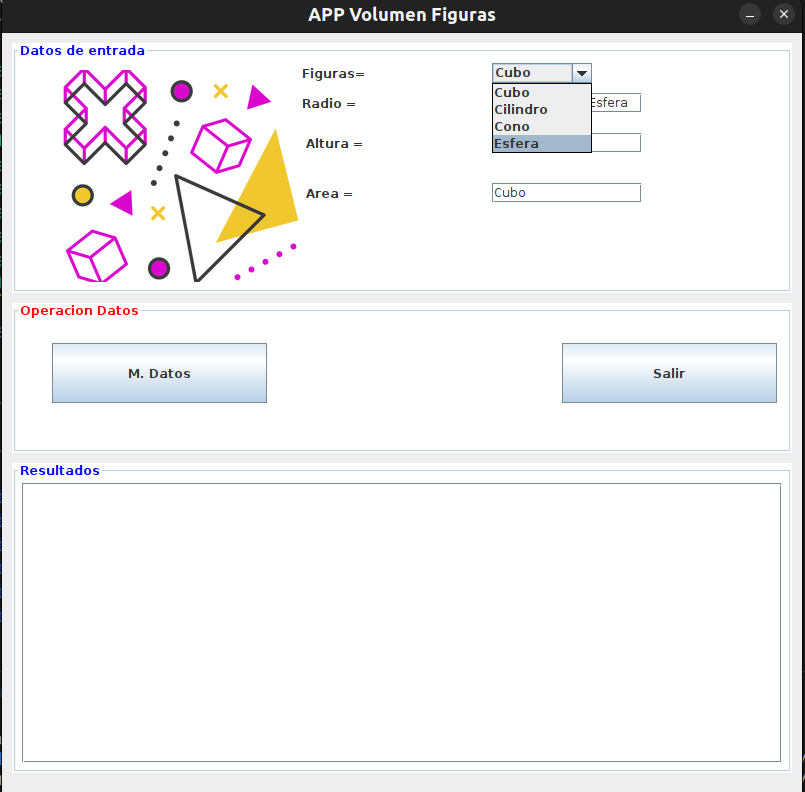 APP Volumen Figuras
Datos de entrada
Figuras=
Cubo
Cubo
Cilindro
Cono
Esfera
Radio =
Esfera
Altura =
Area =
Cubo
Operacion Datos
M. Datos
Salir
Resultados